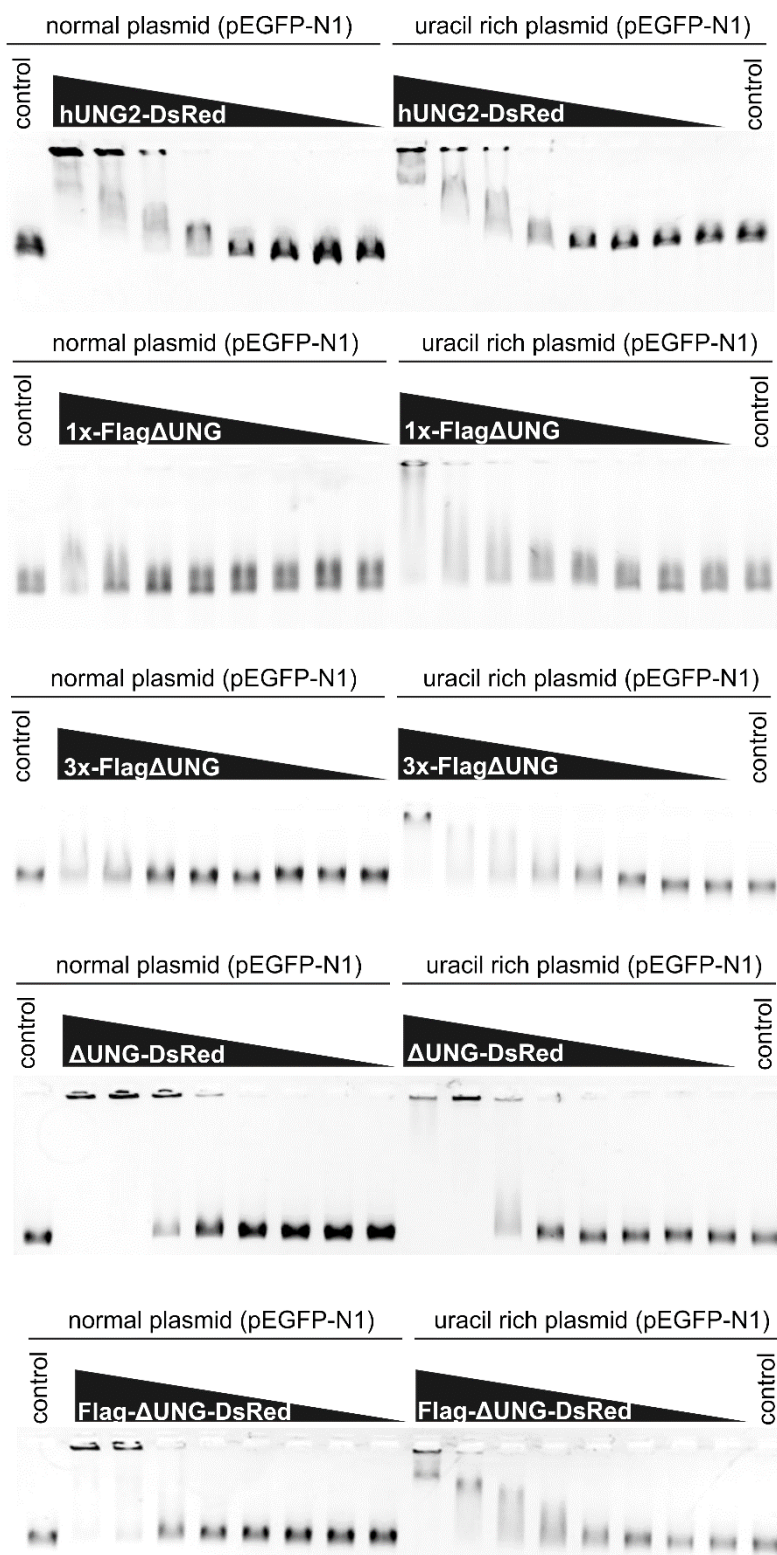 normal plasmid (pEGFP-N1) uracil rich plasmid (pEGFP-N1)
control hUNG2-DsRed hUNG2-DsRed control
normal plasmid (pEGFP-N1) uracil rich plasmid (pEGFP-N1)
control 1x-FlagΔUNG 1x-FlagΔUNG control
normal plasmid (pEGFP-N1) uracil rich plasmid (pEGFP-N1)
control 3x-FlagΔUNG 3x-FlagΔUNG control
normal plasmid (pEGFP-N1) uracil rich plasmid (pEGFP-N1)
control ΔUNG-DsRed ΔUNG-DsRed control
normal plasmid (pEGFP-N1) uracil rich plasmid (pEGFP-N1)
control Flag-ΔUNG-DsRed Flag-ΔUNG-DsRed control